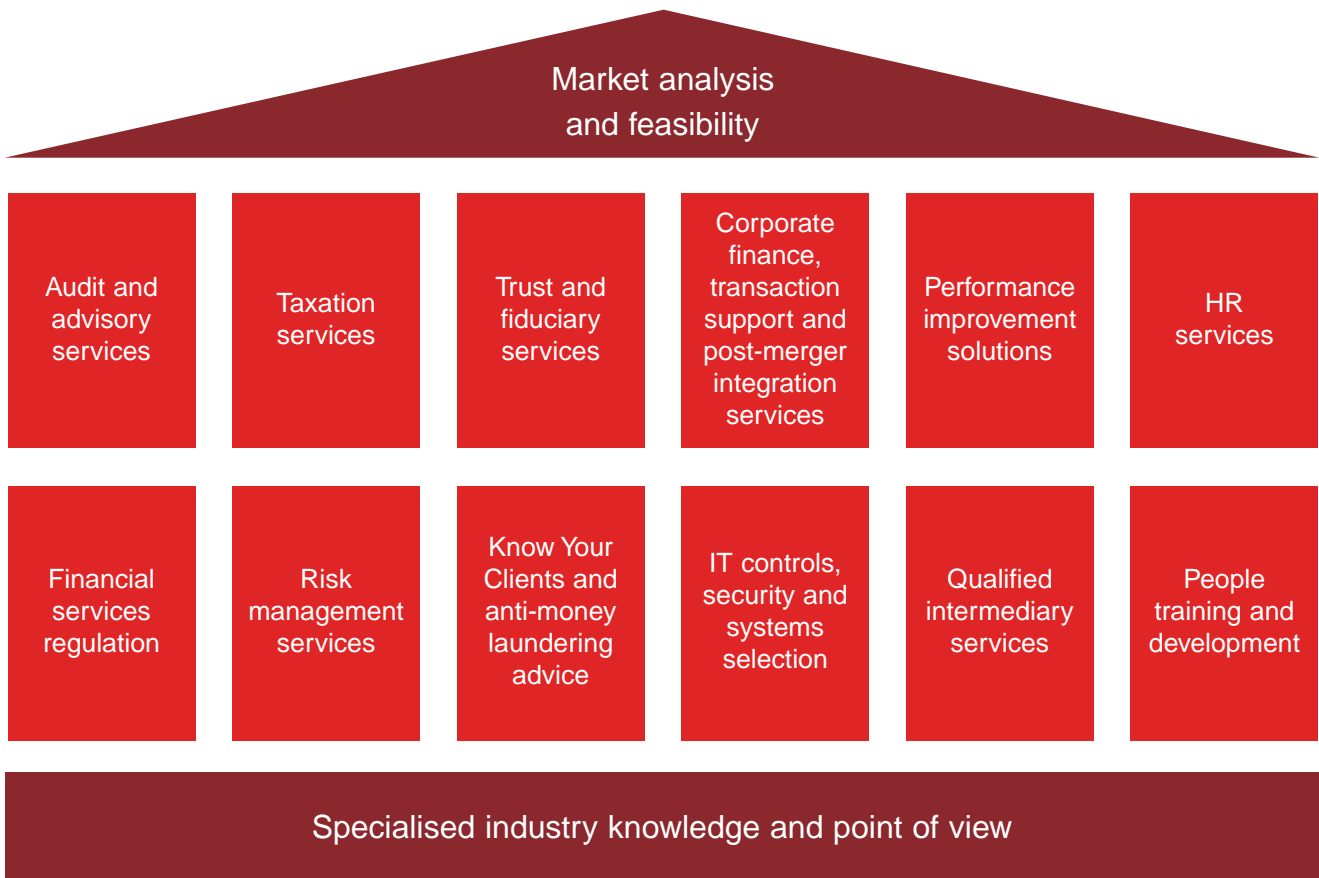 Market analysis
and feasibility
Audit and
advisory
services
Taxation
services
Trust and
fiduciary
services
Corporate
finance,
transaction
support and
post-merger
integration
services
Performance
improvement
solutions
HR
services
Financial
services
regulation
Risk
management
services
Know Your
Clients and
anti-money
laundering
advice
IT controls,
security and
systems
selection
Qualified
intermediary
services
People
training and
development
Specialised industry knowledge and point of view